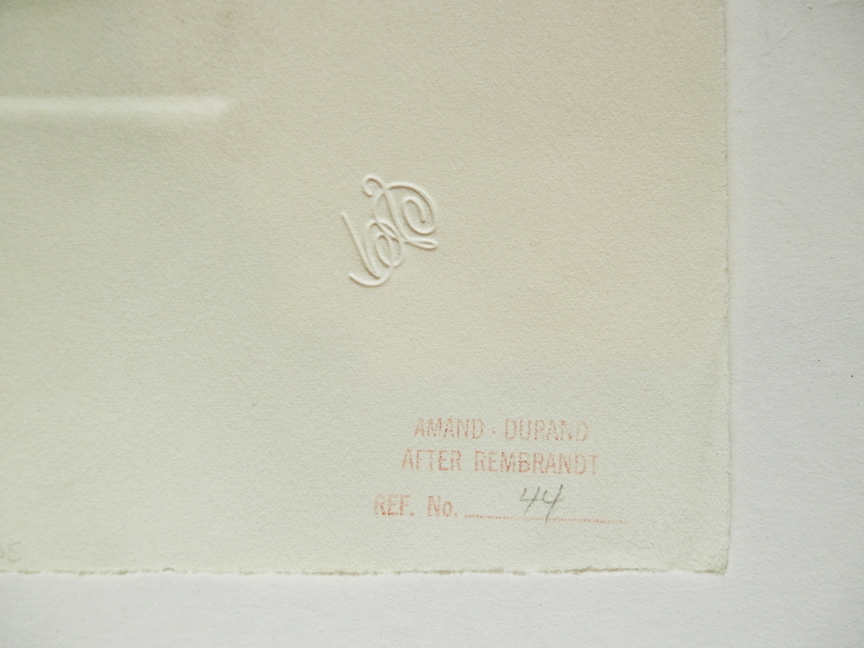 AMAND · DURAND
AFTER REMBRANDT
REF. No. 44